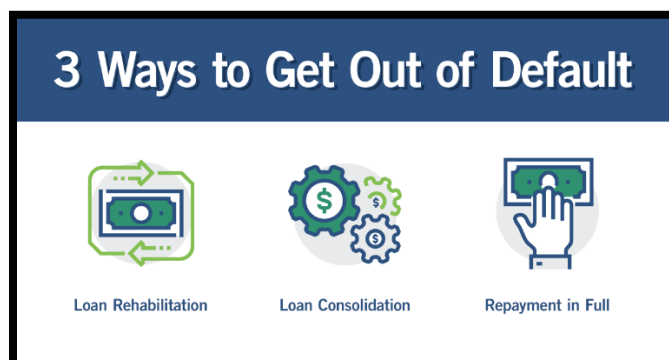 3 Ways to Get Out of Default
$
$
$
Loan Rehabilitation
Loan Consolidation
Repayment in Full